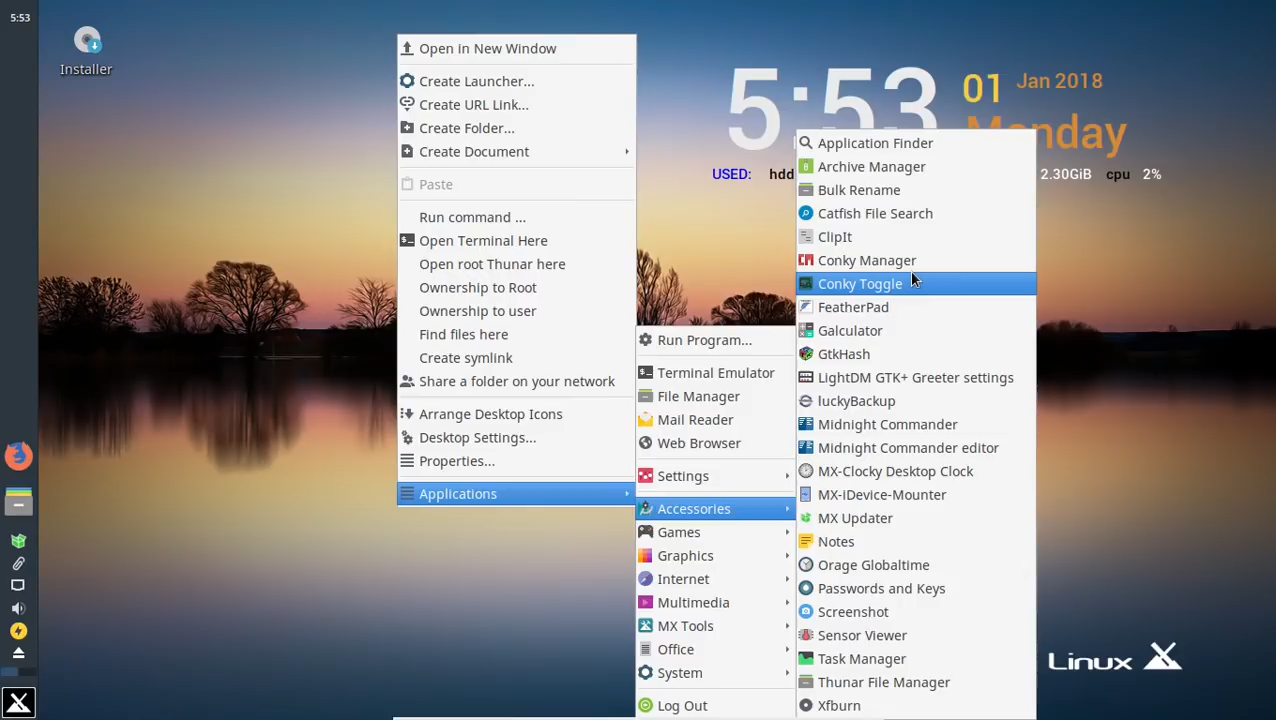 5:53
Installer
Open in New Window
Create Launcher...
Create URL Link...
Create Folder...
Create Document
Paste
Run command ...
Open Terminal Here
Open root Thunar here
Ownership to Root
Ownership to user
Find files here
Create symlink
Share a folder on your network
Arrange Desktop Icons
Desktop Settings...
Properties...
Applications
Run Program...
Terminal Emulator
File Manager
Mail Reader
Web Browser
Settings
Accessories
Games
Graphics
Internet
Multimedia
MX Tools
Office
System
Log Out
5:53 01 Jan 2018
Monday
USED: hdd 2.30GiB cpu 2%
Application Finder
Archive Manager
Bulk Rename
Catfish File Search
ClipIt
Conky Manager
Conky Toggle
FeatherPad
Galculator
GtkHash
LightDM GTK+ Greeter settings
luckyBackup
Midnight Commander
Midnight Commander editor
MX-Clocky Desktop Clock
MX-iDevice-Mounter
MX Updater
Notes
Orage Globaltime
Passwords and Keys
Screenshot
Sensor Viewer
Task Manager
Thunar File Manager
Xfburn
Linux